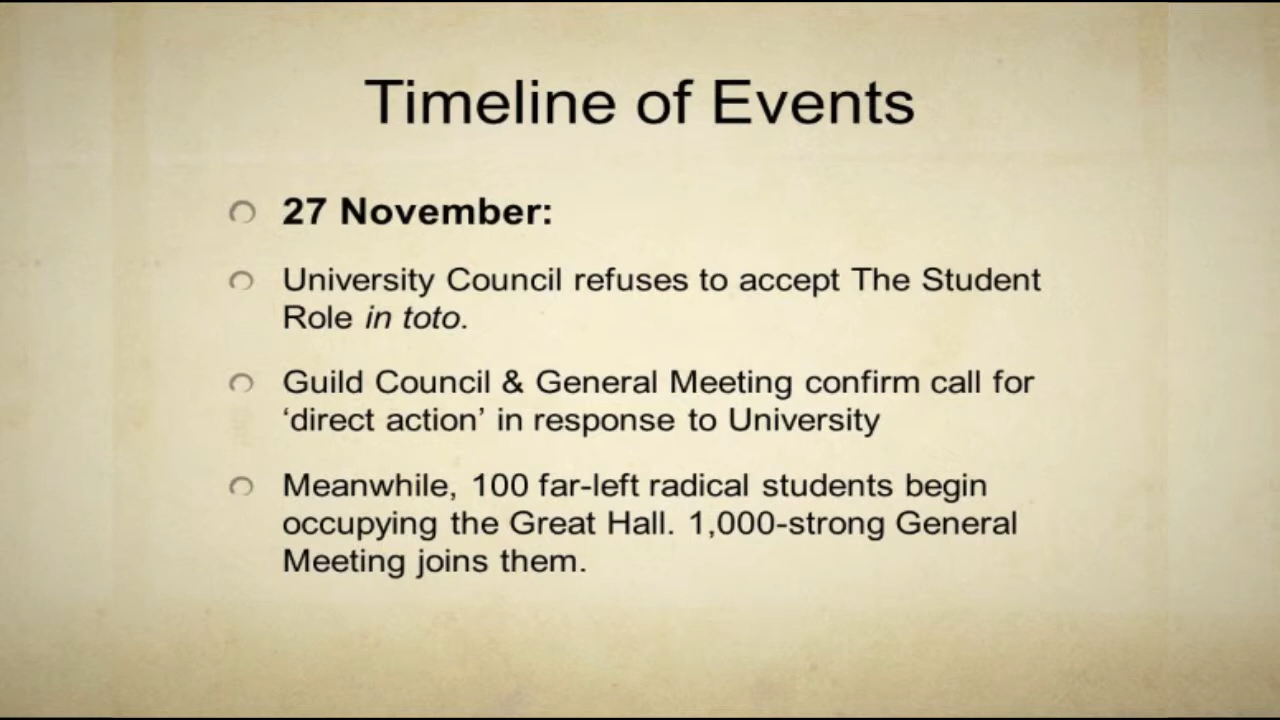 Timeline of Events
27 November:
University Council refuses to accept The Student
Role in toto.
Guild Council & General Meeting confirm call for
‘direct action’ in response to University
Meanwhile, 100 far-left radical students begin
occupying the Great Hall. 1,000-strong General
Meeting joins them.